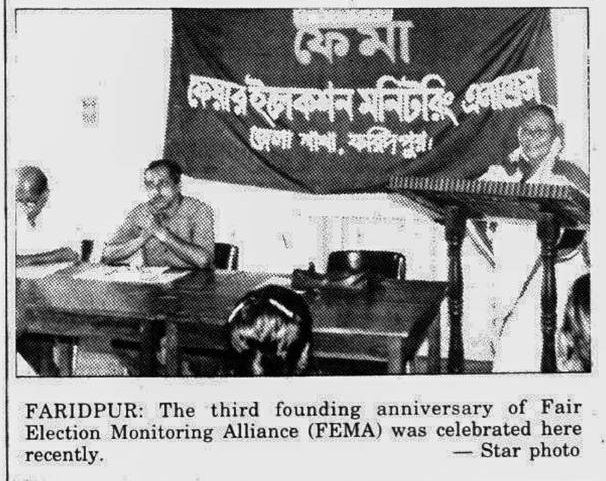 ফেমা
ফেয়ার ইলেকশন মনিটরিং এলায়েন্স
জেলা শাখা, ফরিদপুর।
FARIDPUR: The third founding anniversary of Fair
Election Monitoring Alliance (FEMA) was celebrated here
recently. — Star photo